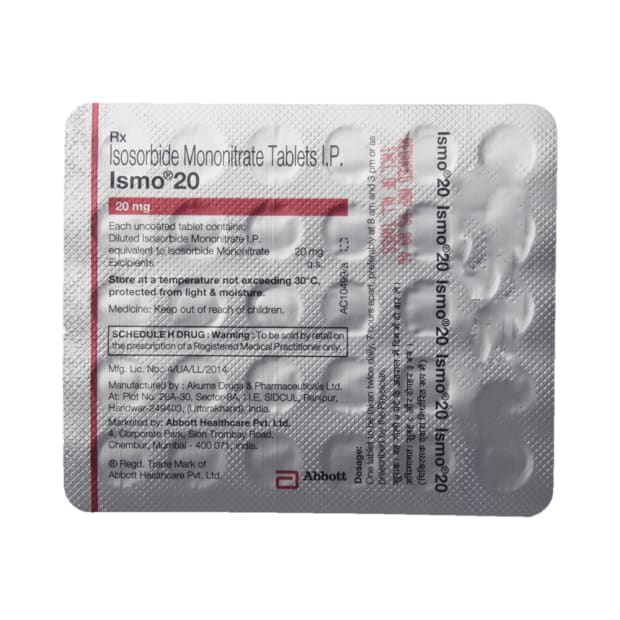 Rx
Isosorbide Mononitrate Tablets I.P.
Ismo®20
20 mg
Each uncoated tablet contains:
Diluted Isosorbide Mononitrate I.P.
equivalent to Isosorbide Mononitrate 20 mg
Excipients q.s.
Store at a temperature not exceeding 30°C,
protected from light & moisture.
Medicine: Keep out of reach of children.
SCHEDULE H DRUG : Warning : To be sold by retail on
the prescription of a Registered Medical Practitioner only.
Mfg. Lic. No.: 4/UA/LL/2014
Manufactured by : Akums Drugs & Pharmaceuticals Ltd.
At: Plot No. 26A-30, Sector-8A, I.I.E, SIDCUL, Ranipur,
Haridwar-249403, (Uttarakhand), India.
Marketed by: Abbott Healthcare Pvt. Ltd.
4, Corporate Park, Sion Trombay Road,
Chembur, Mumbai - 400 071, India.
® Regd. Trade Mark of
Abbott Healthcare Pvt. Ltd.
Abbott
AC10499/a
Dosage:
One tablet to be taken twice daily, 7 hours apart, preferably at 8 am and 3 pm or as
prescribed by the Physician.
Ismo®20 Ismo®20 Ismo®20 Ismo®20 Ismo®20